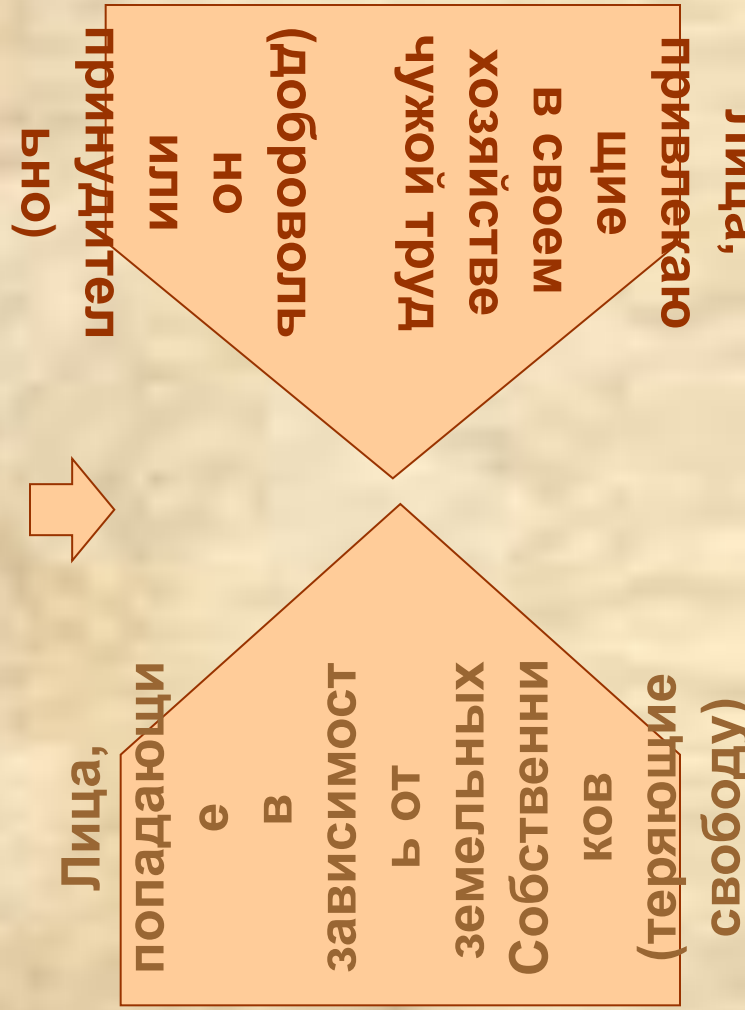 Лица,
привлекаю
щие
в своем
хозяйстве
чужой труд
(доброволь
но
или
принудител
ьно)
Лица,
попадающи
е
в
зависимост
ь от
земельных
Собственни
ков
(теряющие
свободу)